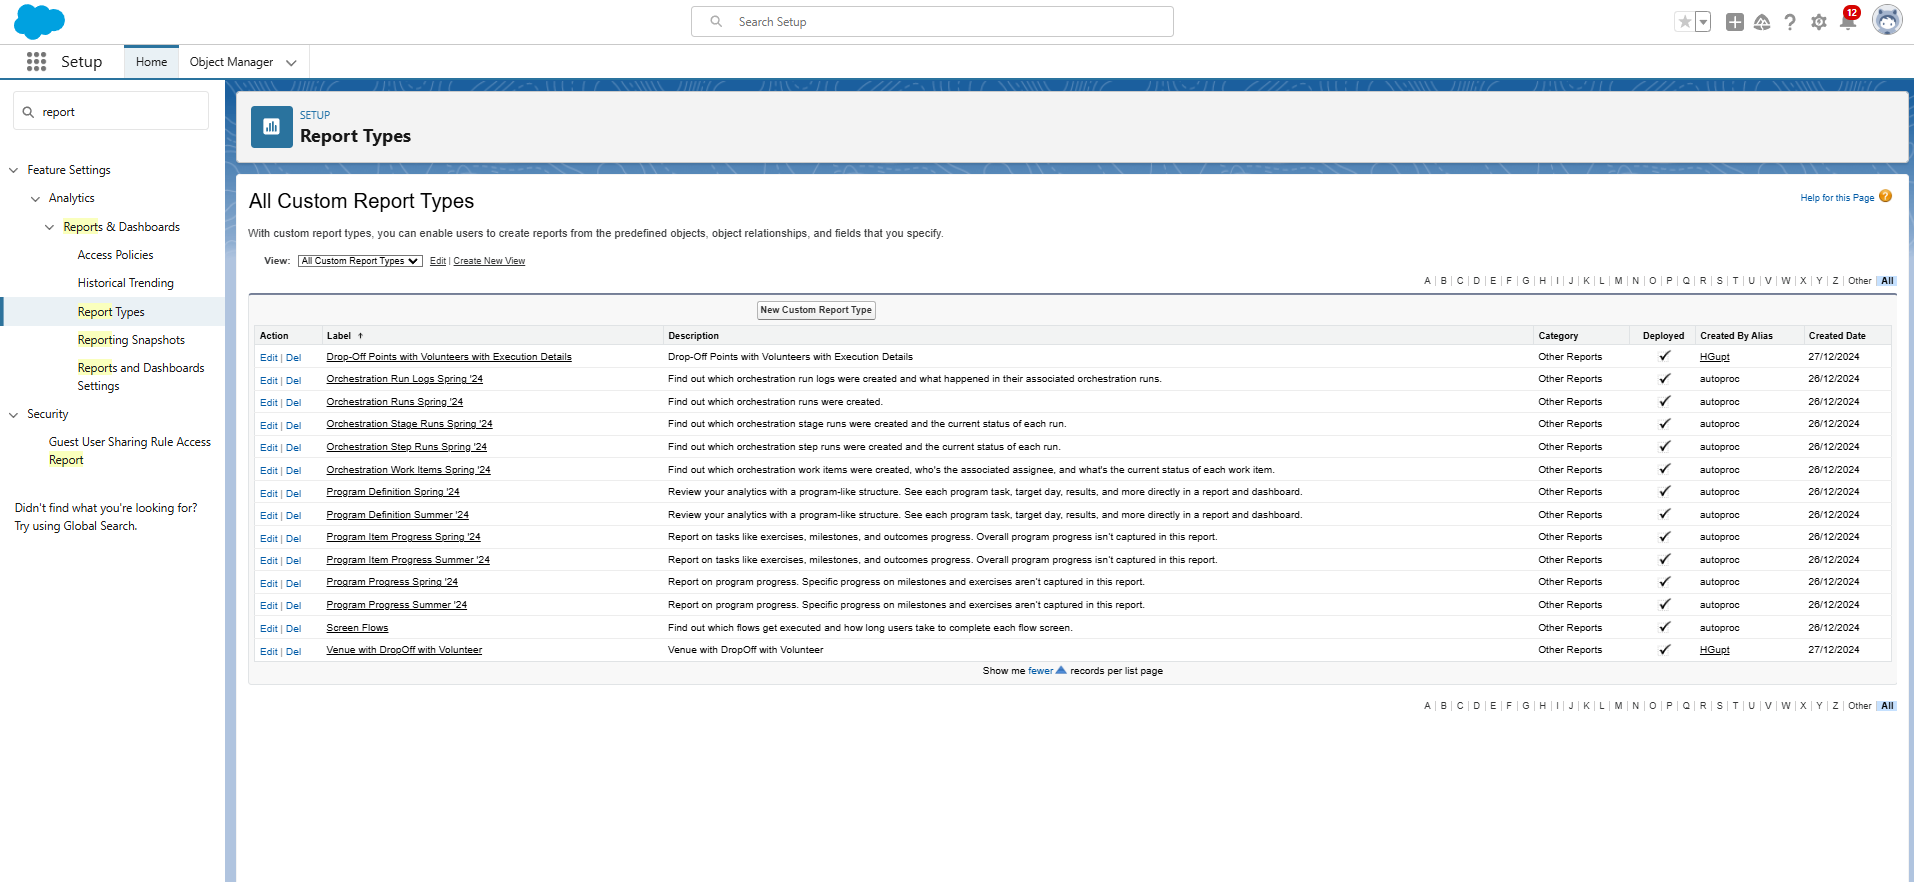 Search Setup
12
Setup
Home
Object Manager
report
Feature Settings
Analytics
Reports & Dashboards
Access Policies
Historical Trending
Report Types
Reporting Snapshots
Reports and Dashboards
Settings
Security
Guest User Sharing Rule Access
Report
Didn't find what you're looking for?
Try using Global Search.
SETUP
Report Types
All Custom Report Types
Help for this Page ?
With custom report types, you can enable users to create reports from the predefined objects, object relationships, and fields that you specify.
View: All Custom Report Types Edit | Create New View
A | B | C | D | E | F | G | H | I | J | K | L | M | N | O | P | Q | R | S | T | U | V | W | X | Y | Z | Other All
New Custom Report Type
Action Label Description Category Deployed Created By Alias Created Date
Edit | Del Drop-Off Points with Volunteers with Execution Details Drop-Off Points with Volunteers with Execution Details Other Reports HGupt 27/12/2024
Edit | Del Orchestration Run Logs Spring '24 Find out which orchestration run logs were created and what happened in their associated orchestration runs. Other Reports autoproc 26/12/2024
Edit | Del Orchestration Runs Spring '24 Find out which orchestration runs were created. Other Reports autoproc 26/12/2024
Edit | Del Orchestration Stage Runs Spring '24 Find out which orchestration stage runs were created and the current status of each run. Other Reports autoproc 26/12/2024
Edit | Del Orchestration Step Runs Spring '24 Find out which orchestration step runs were created and the current status of each run. Other Reports autoproc 26/12/2024
Edit | Del Orchestration Work Items Spring '24 Find out which orchestration work items were created, who's the associated assignee, and what's the current status of each work item. Other Reports autoproc 26/12/2024
Edit | Del Program Definition Spring '24 Review your analytics with a program-like structure. See each program task, target day, results, and more directly in a report and dashboard. Other Reports autoproc 26/12/2024
Edit | Del Program Definition Summer '24 Review your analytics with a program-like structure. See each program task, target day, results, and more directly in a report and dashboard. Other Reports autoproc 26/12/2024
Edit | Del Program Item Progress Spring '24 Report on tasks like exercises, milestones, and outcomes progress. Overall program progress isn't captured in this report. Other Reports autoproc 26/12/2024
Edit | Del Program Item Progress Summer '24 Report on tasks like exercises, milestones, and outcomes progress. Overall program progress isn't captured in this report. Other Reports autoproc 26/12/2024
Edit | Del Program Progress Spring '24 Report on program progress. Specific progress on milestones and exercises aren't captured in this report. Other Reports autoproc 26/12/2024
Edit | Del Program Progress Summer '24 Report on program progress. Specific progress on milestones and exercises aren't captured in this report. Other Reports autoproc 26/12/2024
Edit | Del Screen Flows Find out which flows get executed and how long users take to complete each flow screen. Other Reports autoproc 26/12/2024
Edit | Del Venue with DropOff with Volunteer Venue with DropOff with Volunteer Other Reports HGupt 27/12/2024
Show me fewer records per list page
A | B | C | D | E | F | G | H | I | J | K | L | M | N | O | P | Q | R | S | T | U | V | W | X | Y | Z | Other All